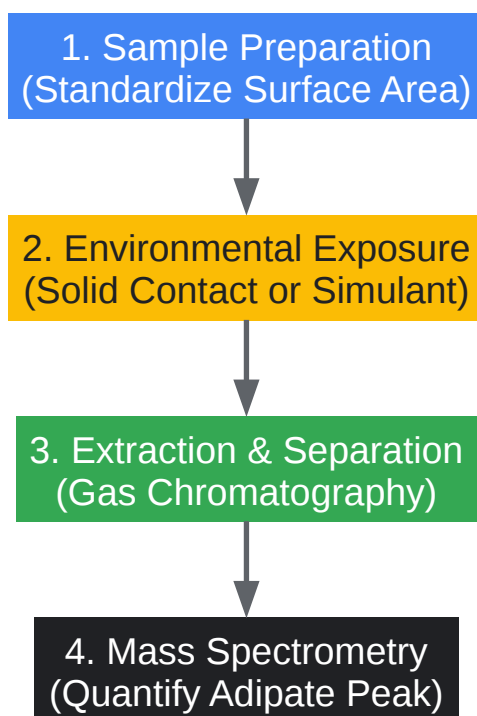 1. Sample Preparation
(Standardize Surface Area)
2. Environmental Exposure
(Solid Contact or Simulant)
3. Extraction & Separation
(Gas Chromatography)
4. Mass Spectrometry
(Quantify Adipate Peak)